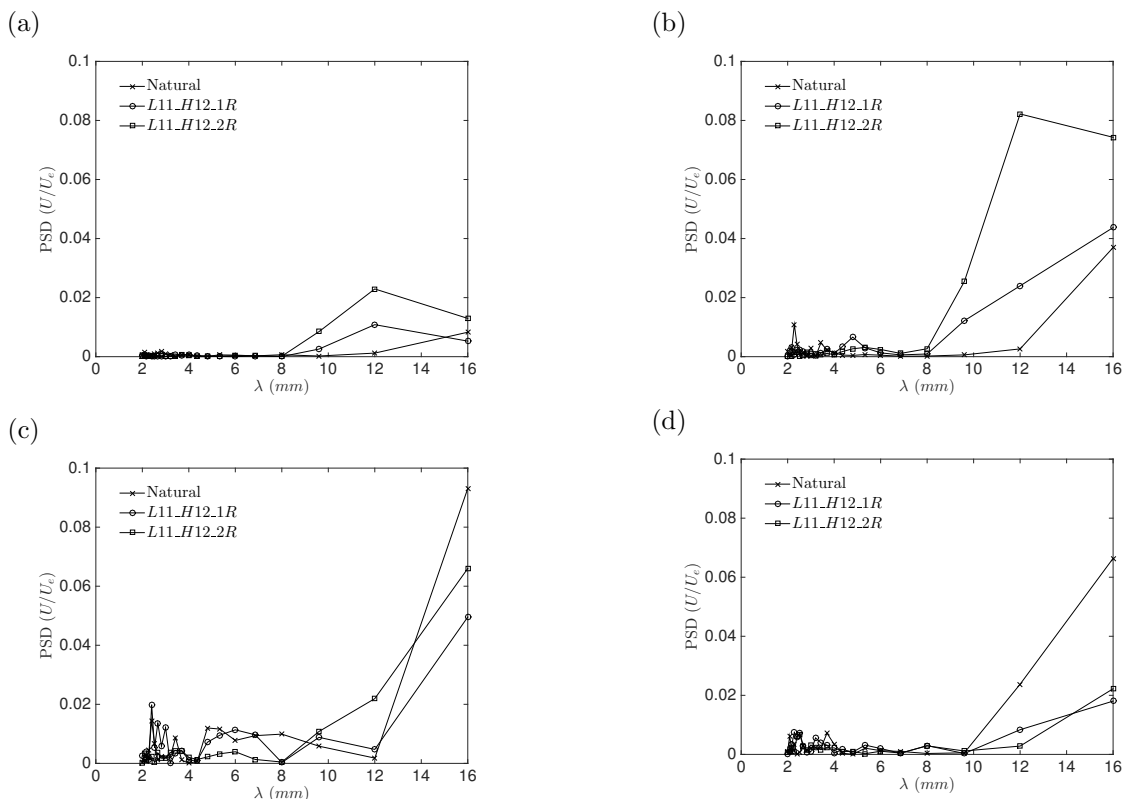 (a)
0.1
0.08
0.06
0.04
0.02
0
PSD (U/U_e)
Natural
L11_H12_1R
L11_H12_2R
0 2 4 6 8 10 12 14 16
λ (mm)
(b)
0.1
0.08
0.06
0.04
0.02
0
PSD (U/U_e)
Natural
L11_H12_1R
L11_H12_2R
0 2 4 6 8 10 12 14 16
λ (mm)
(c)
0.1
0.08
0.06
0.04
0.02
0
PSD (U/U_e)
Natural
L11_H12_1R
L11_H12_2R
0 2 4 6 8 10 12 14 16
λ (mm)
(d)
0.1
0.08
0.06
0.04
0.02
0
PSD (U/U_e)
Natural
L11_H12_1R
L11_H12_2R
0 2 4 6 8 10 12 14 16
λ (mm)